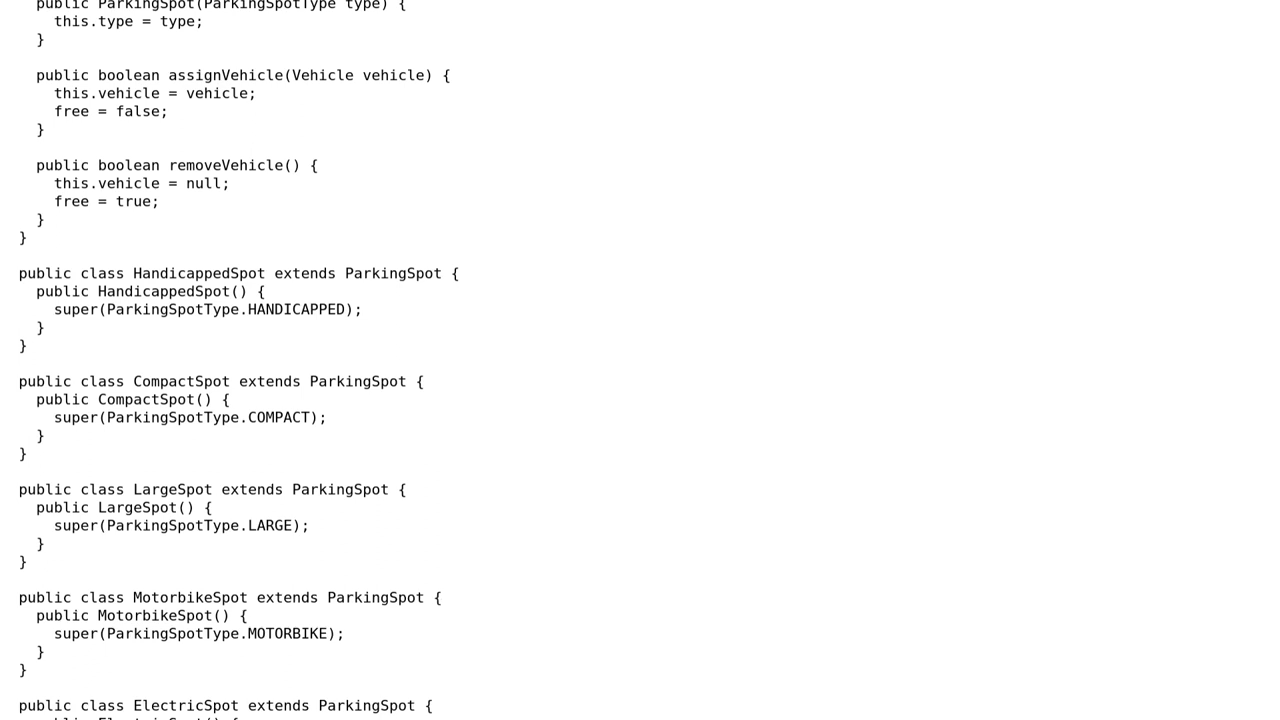 public ParkingSpot(ParkingSpotType type) {
    this.type = type;
  }

  public boolean assignVehicle(Vehicle vehicle) {
    this.vehicle = vehicle;
    free = false;
  }

  public boolean removeVehicle() {
    this.vehicle = null;
    free = true;
  }
}

public class HandicappedSpot extends ParkingSpot {
  public HandicappedSpot() {
    super(ParkingSpotType.HANDICAPPED);
  }
}

public class CompactSpot extends ParkingSpot {
  public CompactSpot() {
    super(ParkingSpotType.COMPACT);
  }
}

public class LargeSpot extends ParkingSpot {
  public LargeSpot() {
    super(ParkingSpotType.LARGE);
  }
}

public class MotorbikeSpot extends ParkingSpot {
  public MotorbikeSpot() {
    super(ParkingSpotType.MOTORBIKE);
  }
}

public class ElectricSpot extends ParkingSpot {
  public ElectricSpot() {